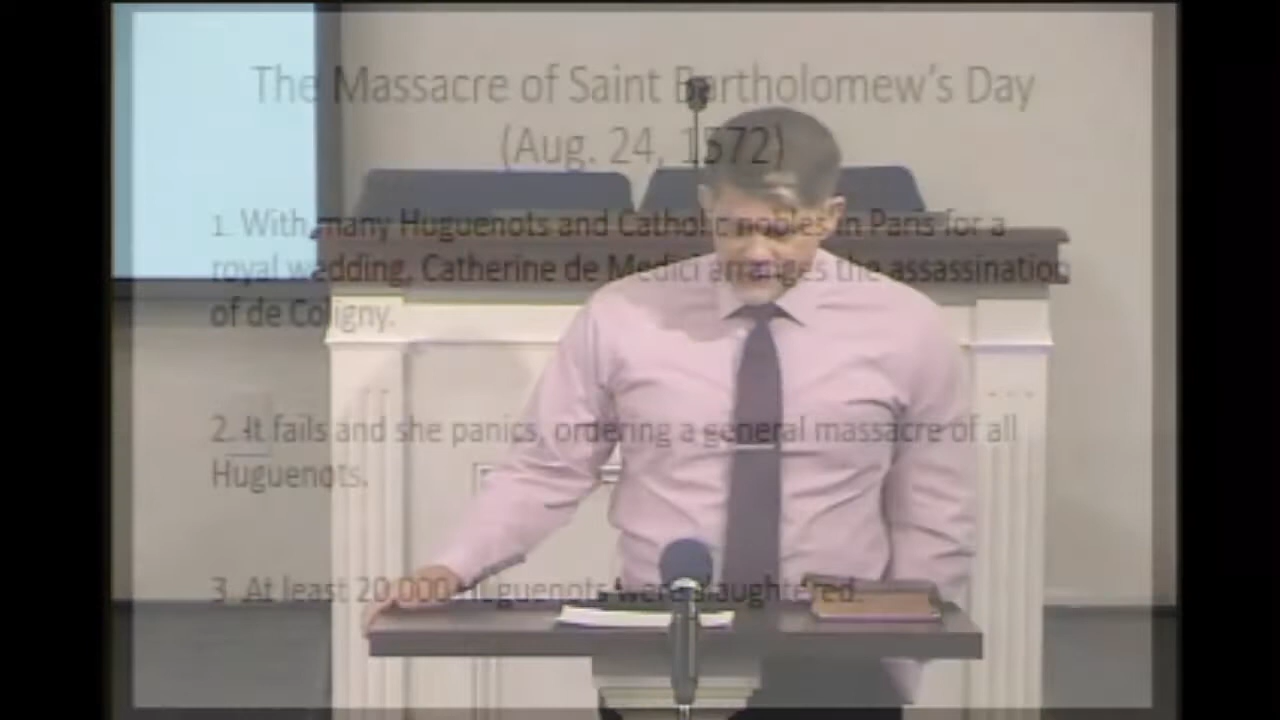 The Massacre of Saint Bartholomew's Day
(Aug. 24, 1572)
1. With many Huguenots and Catholic nobles in Paris for a
royal wedding, Catherine de Medici arranges the assassination
of de Coligny.
2. It fails and she panics, ordering a general massacre of all
Huguenots.
3. At least 20,000 Huguenots were slaughtered.